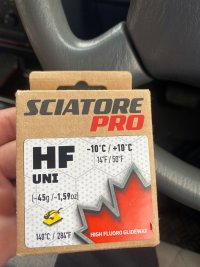 SCIATORE
PRO
HF
UNI
-10°C / +10°C
14°F / 50°F
(~45g /~1,59oz)
140°C / 284°F
HIGH FLUORO GLIDEWAX